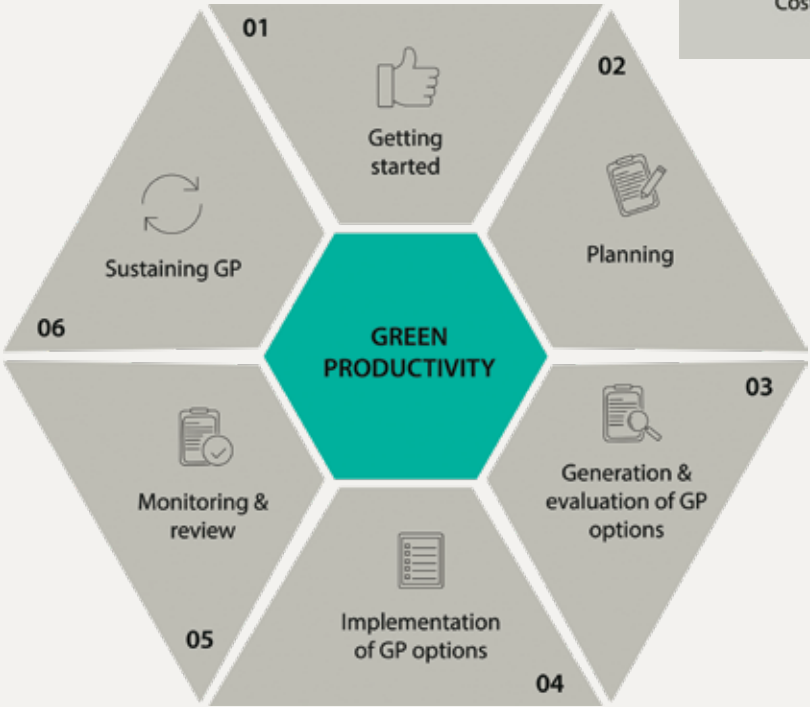 01
Getting
started
02
Planning
03
Generation &
evaluation of GP
options
04
Implementation
of GP options
05
Monitoring &
review
06
Sustaining GP
GREEN
PRODUCTIVITY